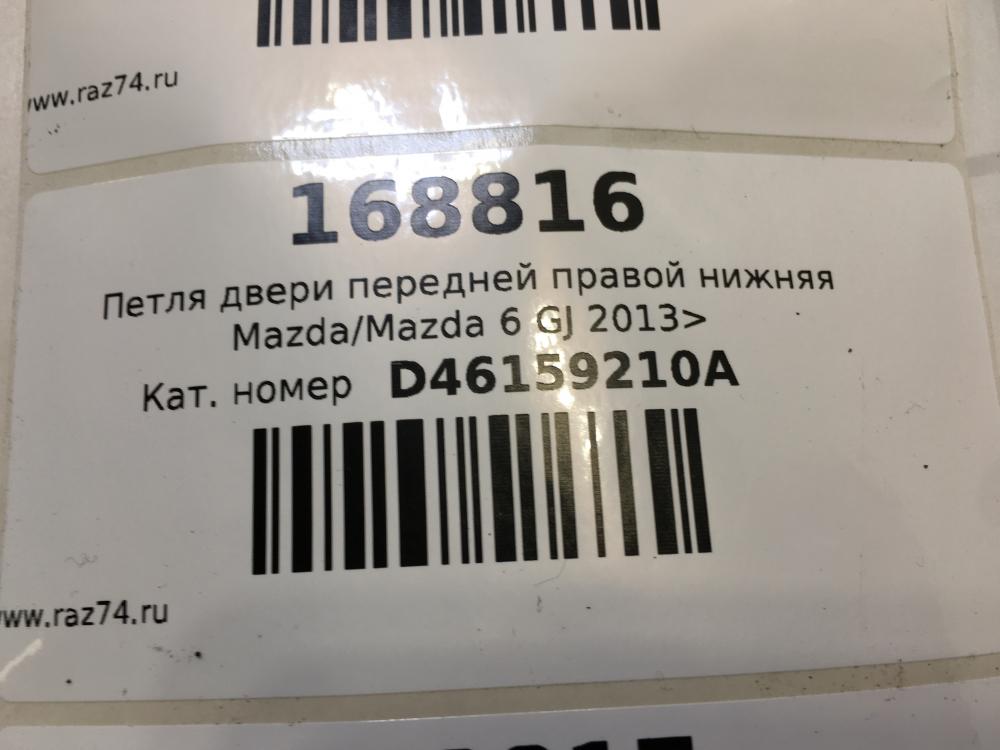 www.raz74.ru
168816
Петля двери передней правой нижняя
Mazda/Mazda 6 GJ 2013>
Кат. номер D46159210A
www.raz74.ru